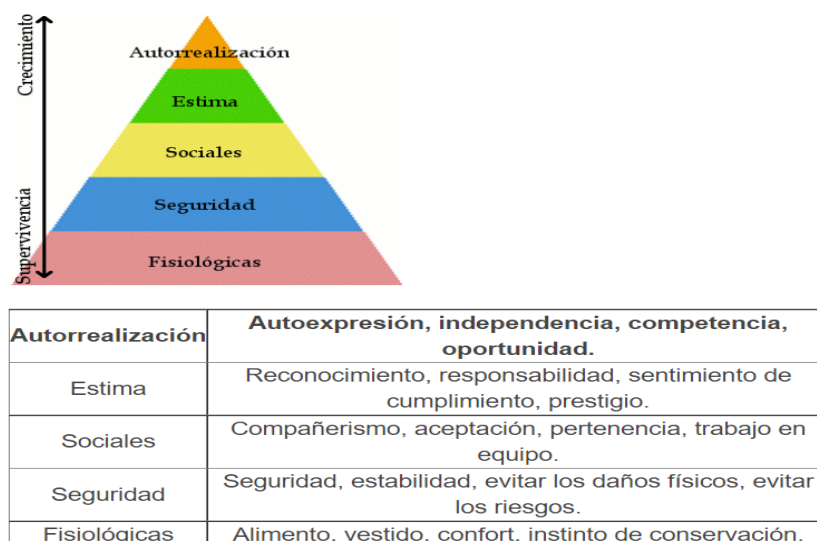 Crecimiento
Supervivencia
Autorrealización
Estima
Sociales
Seguridad
Fisiológicas
Autorrealización
Autoexpresión, independencia, competencia,
oportunidad.
Estima
Reconocimiento, responsabilidad, sentimiento de
cumplimiento, prestigio.
Sociales
Compañerismo, aceptación, pertenencia, trabajo en
equipo.
Seguridad
Seguridad, estabilidad, evitar los daños físicos, evitar
los riesgos.
Fisiológicas
Alimento, vestido, confort, instinto de conservación.